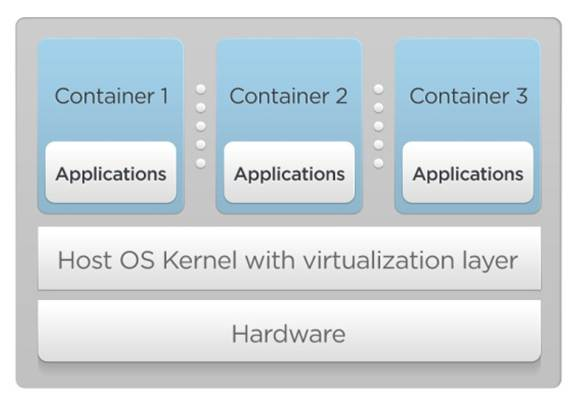 Container 1
Container 2
Container 3
Applications
Applications
Applications
Host OS Kernel with virtualization layer
Hardware